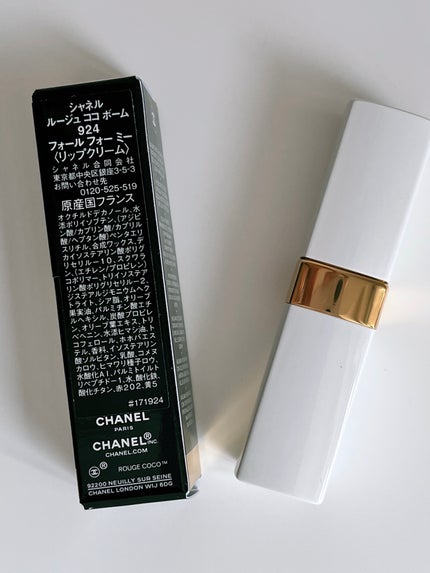 シャネル
ルージュ ココ ボーム
924
フォール フォー ミー
〈リップクリーム〉
シャネル合同会社
東京都中央区銀座3-5-3
お問い合わせ先
0120-525-519
原産国フランス
オクチルドデカノール、水
添ポリイソブテン、(アジピ
ン酸/カプリン酸/カプリル
酸/ヘプタン酸)ペンタエリ
スリチル、合成ワックス、デ
カイソステアリン酸ポリグ
リセリル-10、スクワラ
ン、(エチレン/プロピレン)
コポリマー、トリイソステア
リン酸ポリグリセリル-2、
ジステアルジモニウムヘク
トライト、シア脂、オリーブ
果実油、パルミチン酸エチ
ルヘキシル、炭酸プロピレ
ン、オリーブ葉エキス、トリ
ベヘニン、水添ヒマシ油、ト
コフェロール、ホホバエス
テル、香料、イソステアリン
酸ソルビタン、乳酸、コメヌ
カロウ、ヒマワリ種子ロウ、
水酸化Al、パルミトイルト
リペプチド-1、水、酸化鉄、
酸化チタン、赤202、黄5
#171924
CHANEL
PARIS
CHANEL® INC.
CHANEL.COM
® ROUGE COCO™
92200 NEUILLY SUR SEINE
CHANEL LONDON W1J 6DG